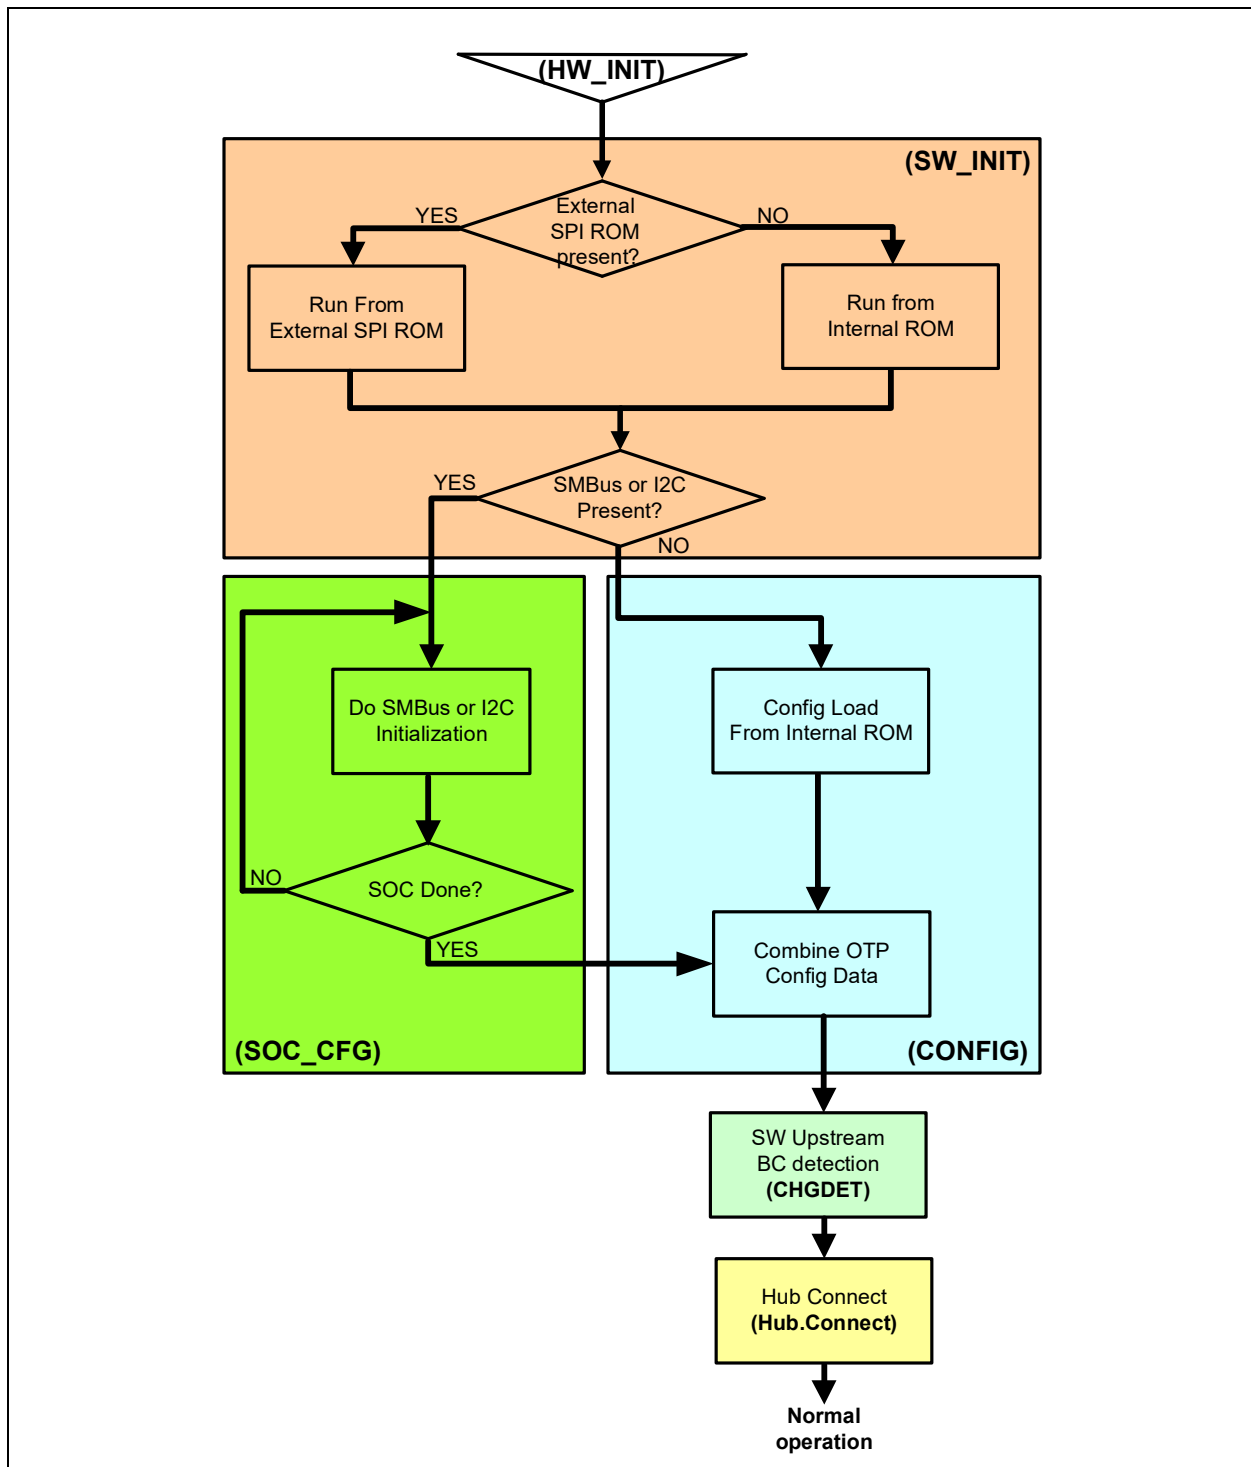 (HW_INIT)
(SW_INIT)
External
SPI ROM
present?
YES
NO
Run From
External SPI ROM
Run from
Internal ROM
SMBus or I2C
Present?
YES
NO
Do SMBus or I2C
Initialization
Config Load
From Internal ROM
SOC Done?
NO
YES
Combine OTP
Config Data
(SOC_CFG)
(CONFIG)
SW Upstream
BC detection
(CHGDET)
Hub Connect
(Hub.Connect)
Normal
operation